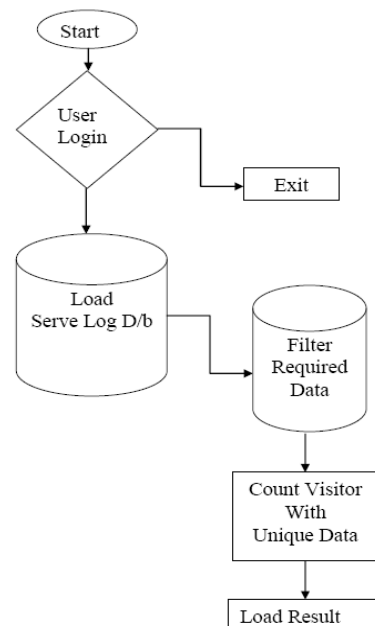 Start
User
Login
Exit
Load
Serve Log D/b
Filter
Required
Data
Count Visitor
With
Unique Data
Load Result